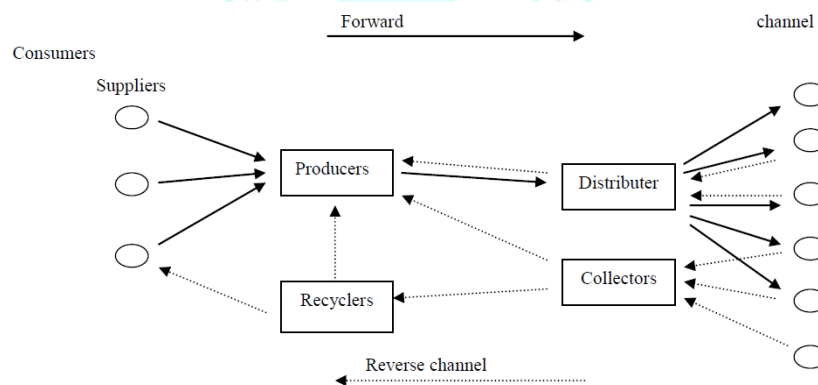 Forward channel
Consumers
Suppliers
Producers
Distributer
Recyclers
Collectors
Reverse channel